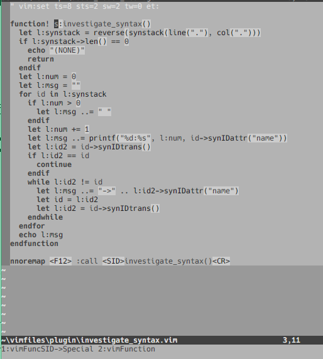 " vim:set ts=8 sts=2 sw=2 tw=0 et:
function! s:investigate_syntax()
let l:synstack = reverse(synstack(line("."), col(".")))
if l:synstack->len() == 0
echo "(NONE)"
return
endif
let l:num = 0
let l:msg = ""
for id in l:synstack
if l:num > 0
let l:msg ..= " "
endif
let l:num += 1
let l:msg ..= printf("%d:%s", l:num, id->synIDattr("name"))
let l:id2 = id->synIDtrans()
if l:id2 == id
continue
endif
while l:id2 != id
let l:msg ..= "->" .. l:id2->synIDattr("name")
let id = l:id2
let l:id2 = id->synIDtrans()
endwhile
endfor
echo l:msg
endfunction
nnoremap <F12> :call <SID>investigate_syntax()<CR>
~
~
~
~
~
~\vimfiles\plugin\investigate_syntax.vim 3,11
1:vimFuncSID->Special 2:vimFunction